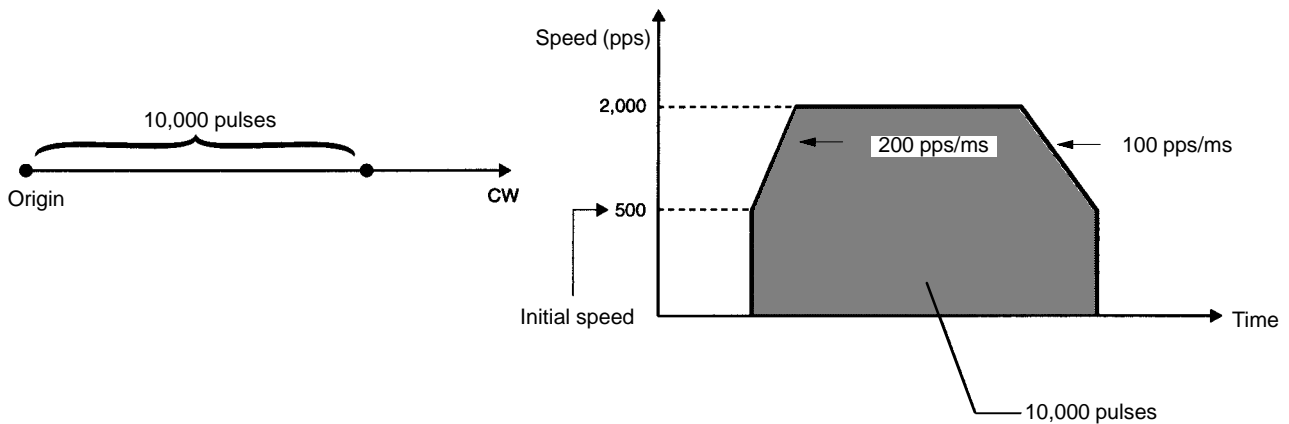 10,000 pulses
Origin
CW
Speed (pps)
2,000
200 pps/ms
100 pps/ms
500
Initial speed
Time
10,000 pulses